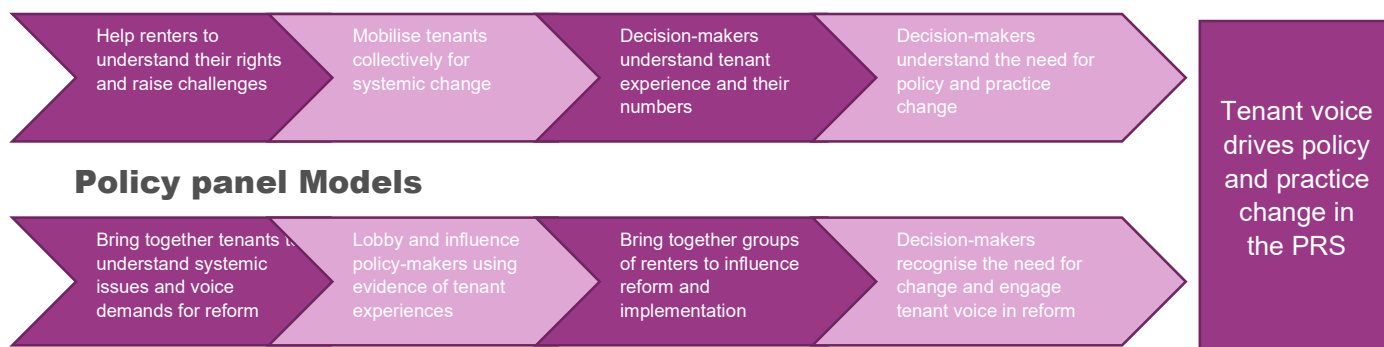 Help renters to
understand their rights
and raise challenges
Mobilise tenants
collectively for
systemic change
Decision-makers
understand tenant
experience and their
numbers
Decision-makers
understand the need for
policy and practice
change
Policy panel Models
Bring together tenants
understand systemic
issues and voice
demands for reform
Lobby and influence
policy-makers using
evidence of tenant
experiences
Bring together groups
of renters to influence
reform and
implementation
Decision-makers
recognise the need for
change and engage
tenant voice in reform
Tenant voice
drives policy
and practice
change in
the PRS